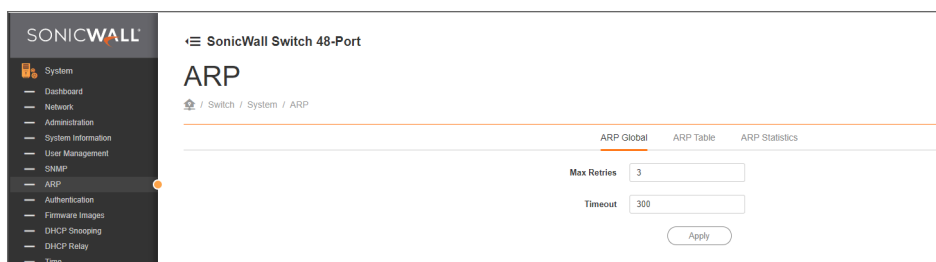 SONICWALL
SonicWall Switch 48-Port
ARP
/ Switch / System / ARP
System
Dashboard
Network
Administration
System Information
User Management
SNMP
ARP
Authentication
Firmware Images
DHCP Snooping
DHCP Relay
Time
ARP Global ARP Table ARP Statistics
Max Retries 3
Timeout 300
Apply